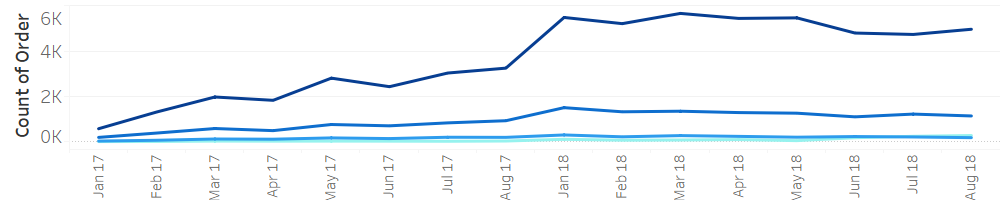 Count of Order
6K
4K
2K
0K
Jan 17
Feb 17
Mar 17
Apr 17
May 17
Jun 17
Jul 17
Aug 17
Jan 18
Feb 18
Mar 18
Apr 18
May 18
Jun 18
Jul 18
Aug 18